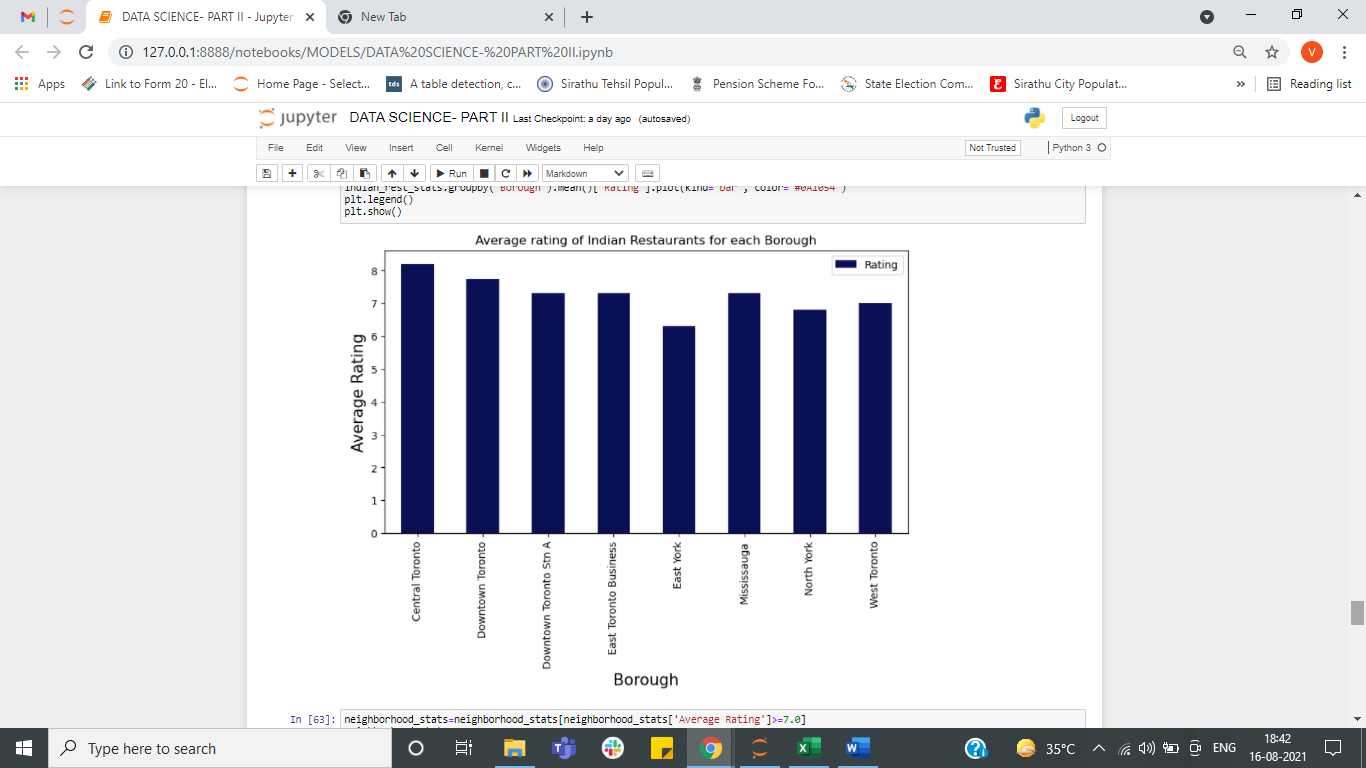 DATA SCIENCE- PART II - Jupyter
New Tab
127.0.0.1:8888/notebooks/MODELS/DATA%20SCIENCE-%20PART%20II.ipynb
V
Apps
Link to Form 20 - El...
Home Page - Select...
tds
A table detection, c...
Sirathu Tehsil Popul...
Pension Scheme Fo...
State Election Com...
Sirathu City Populat...
»
Reading list
jupyter
DATA SCIENCE- PART II Last Checkpoint: a day ago (autosaved)
Logout
File Edit View Insert Cell Kernel Widgets Help
Not Trusted
Python 3
Run
Markdown
indian_rest_stats.groupby('Borough').mean()['Rating'].plot(kind='bar', color='#0A1054')
plt.legend()
plt.show()
Average rating of Indian Restaurants for each Borough
Rating
8
7
6
5
4
3
2
1
0
Average Rating
Central Toronto
Downtown Toronto
Downtown Toronto Stn A
East Toronto Business
East York
Mississauga
North York
West Toronto
Borough
In [63]: neighborhood_stats=neighborhood_stats[neighborhood_stats['Average Rating']>=7.0]
Type here to search
35°C
ENG
18:42
16-08-2021